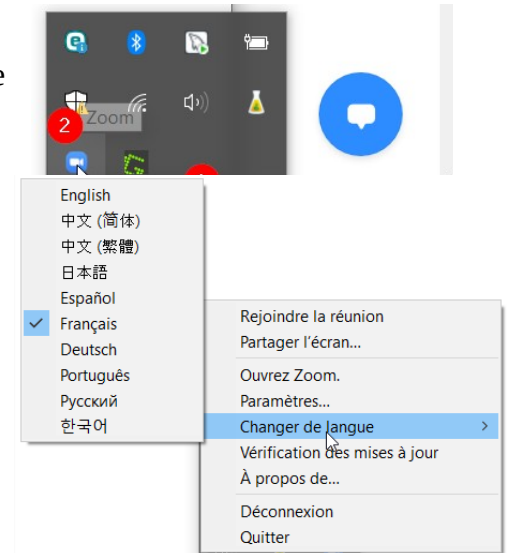 e
2
Zoom
English
中文 (简体)
中文 (繁體)
日本語
Español
Français
Deutsch
Português
Русский
한국어
Rejoindre la réunion
Partager l'écran...
Ouvrez Zoom.
Paramètres...
Changer de langue
Vérification des mises à jour
À propos de...
Déconnexion
Quitter